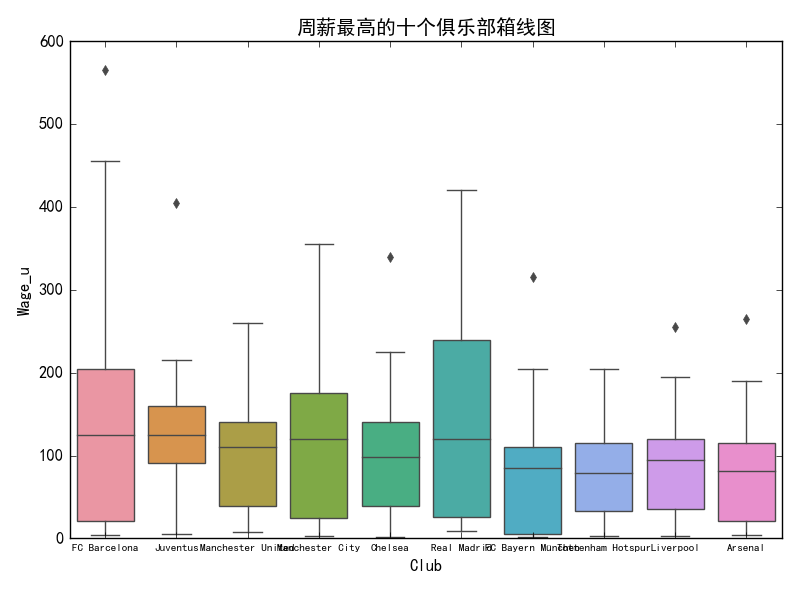 周薪最高的十个俱乐部箱线图
600
500
400
300
200
100
0
Wage_u
FC Barcelona
Juventus
Manchester United
Manchester City
Chelsea
Real Madrid
FC Bayern München
Tottenham Hotspur
Liverpool
Arsenal
Club